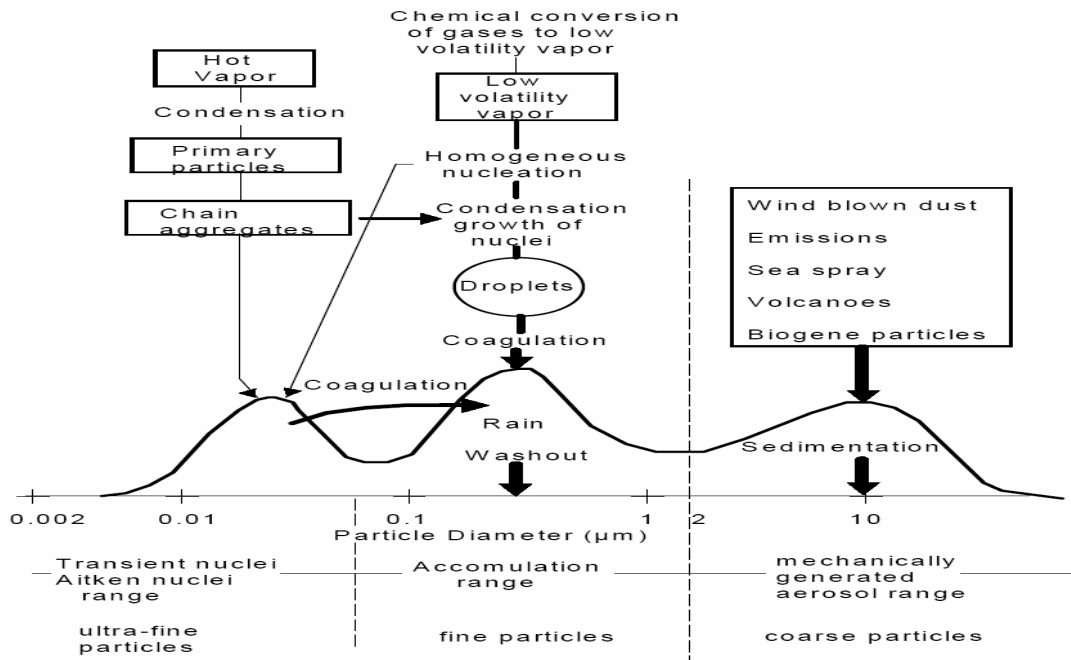 Chemical conversion
of gases to low
volatility vapor
Hot
Vapor
Low
volatility
vapor
Condensation
Primary
particles
Homogeneous
nucleation
Chain
aggregates
Condensation
growth of
nuclei
Wind blown dust
Emissions
Sea spray
Volcanoes
Biogene particles
Droplets
Coagulation
Coagulation
Rain
Washout
Sedimentation
0.002
0.01
0.1
1
2
10
Particle Diameter (µm)
Transient nuclei
Aitken nuclei
range
Accomulation
range
mechanically
generated
aerosol range
ultra-fine
particles
fine particles
coarse particles